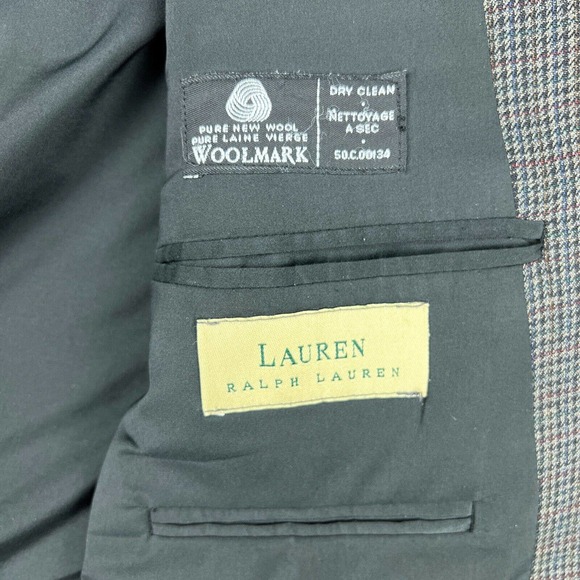 PURE NEW WOOL
PURE LAINE VIERGE
WOOLMARK
DRY CLEAN
NETTOYAGE
A SEC
50.C.00134
LAUREN
RALPH LAUREN